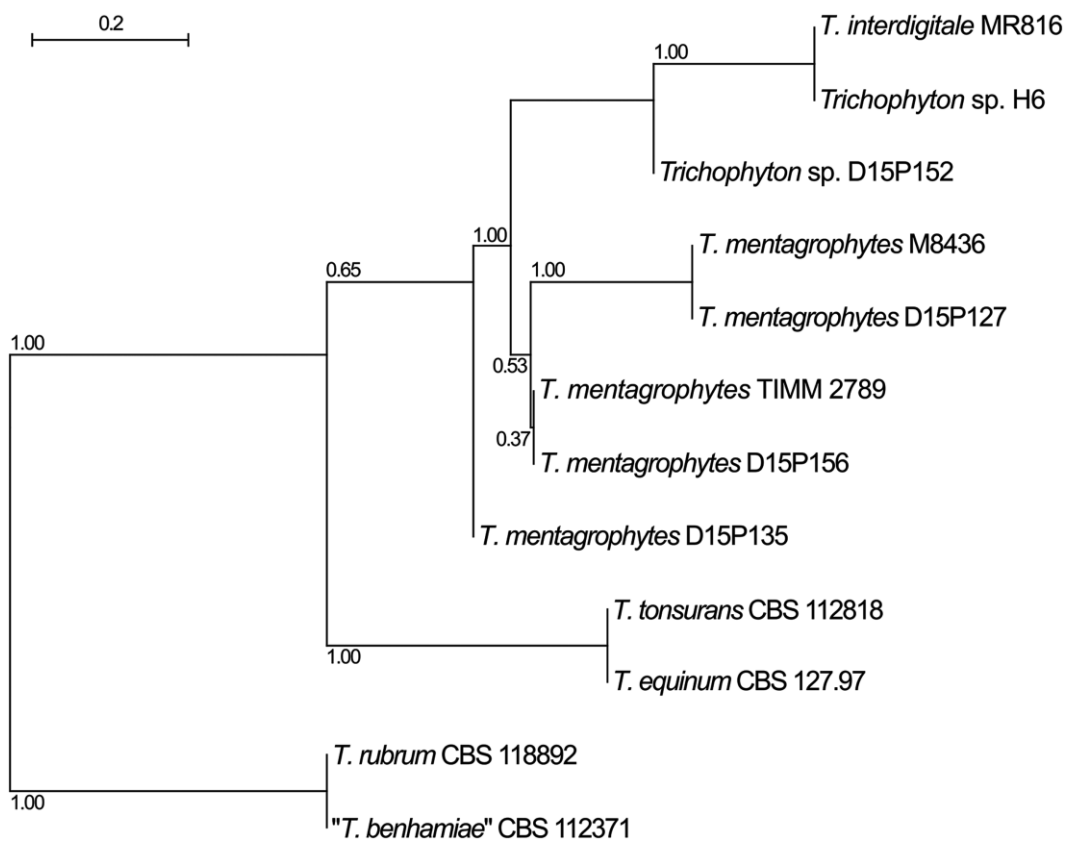 0.2
T. interdigitale MR816
1.00
Trichophyton sp. H6
Trichophyton sp. D15P152
1.00
T. mentagrophytes M8436
0.65
1.00
T. mentagrophytes D15P127
1.00
0.53
T. mentagrophytes TIMM 2789
0.37
T. mentagrophytes D15P156
T. mentagrophytes D15P135
T. tonsurans CBS 112818
1.00
T. equinum CBS 127.97
T. rubrum CBS 118892
1.00
"T. benhamiae" CBS 112371